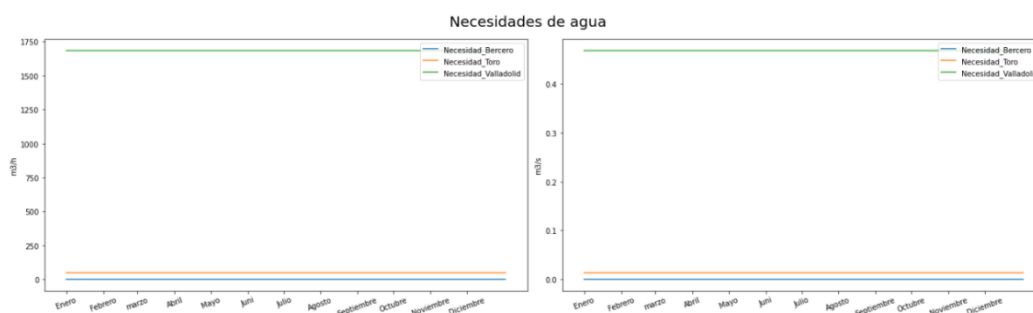 Necesidades de agua
1750
1500
1250
1000
750
500
250
0
m3/h
Necesidad_Bercero
Necesidad_Toro
Necesidad_Valladolid
Enero
Febrero
marzo
Abril
Mayo
Juni
Julio
Agosto
Septiembre
Octubre
Noviembre
Diciembre
0.4
0.3
0.2
0.1
0.0
m3/s
Necesidad_Bercero
Necesidad_Toro
Necesidad_Valladolid
Enero
Febrero
marzo
Abril
Mayo
Juni
Julio
Agosto
Septiembre
Octubre
Noviembre
Diciembre